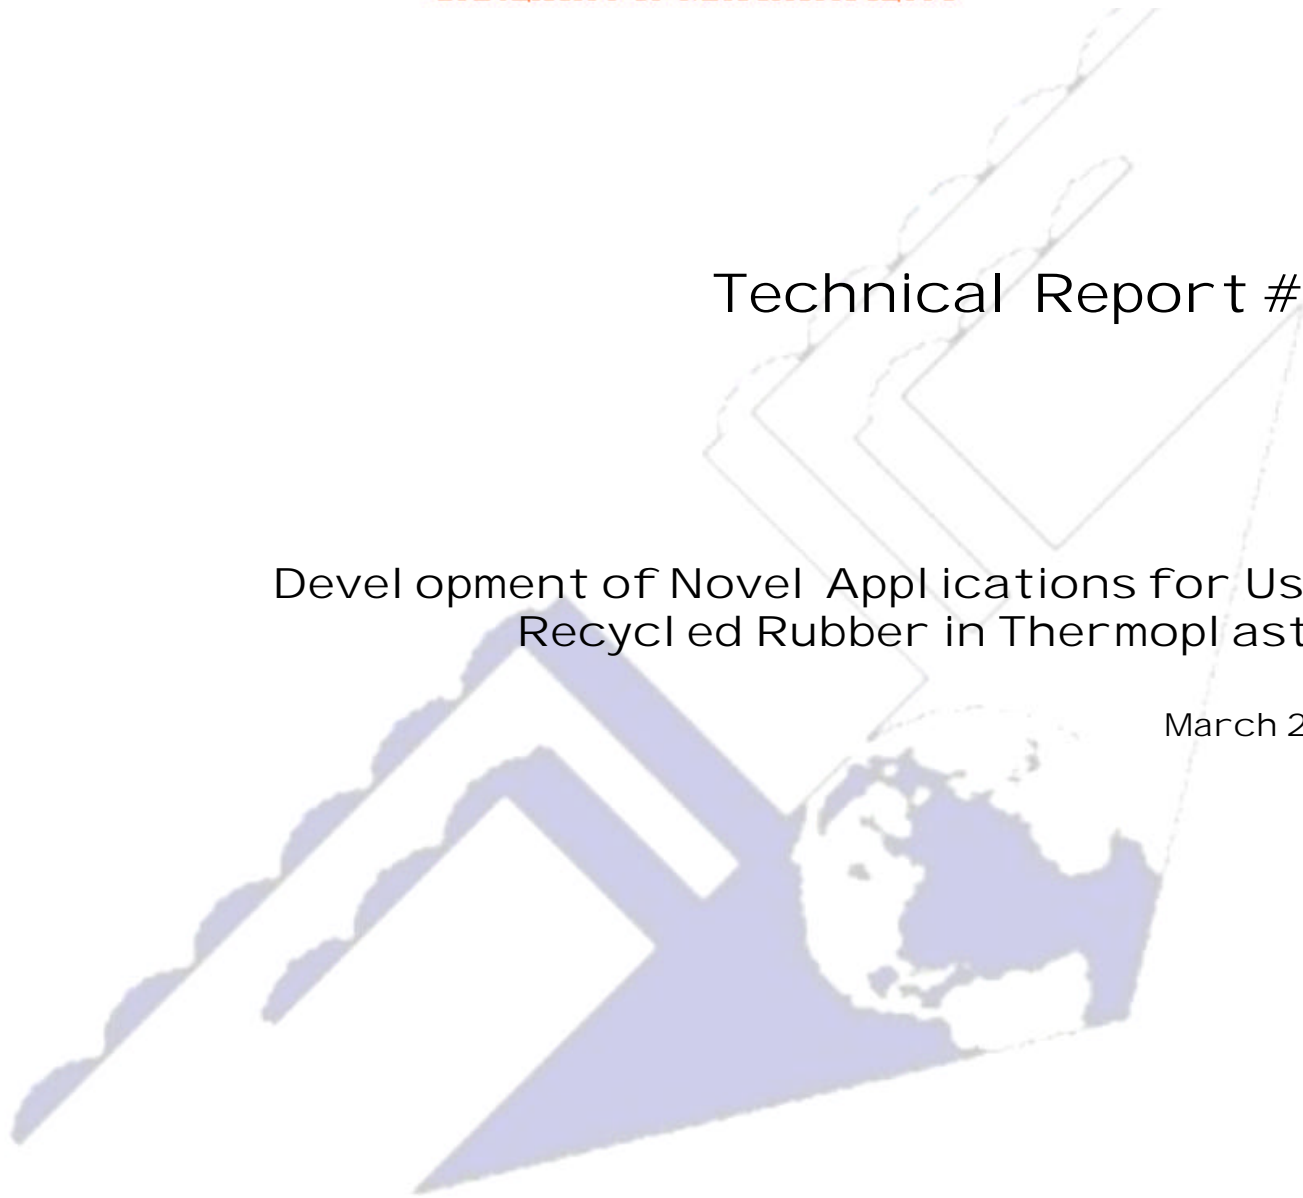 Technical Report #
Development of Novel Applications for Us
Recycled Rubber in Thermoplast
March 2